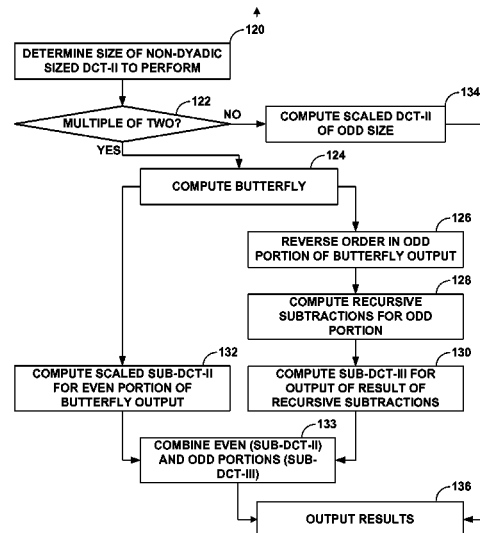 120
DETERMINE SIZE OF NON-DYADIC
SIZED DCT-II TO PERFORM
122
MULTIPLE OF TWO?
NO
YES
134
COMPUTE SCALED DCT-II
OF ODD SIZE
124
COMPUTE BUTTERFLY
126
REVERSE ORDER IN ODD
PORTION OF BUTTERFLY OUTPUT
128
COMPUTE RECURSIVE
SUBTRACTIONS FOR ODD
PORTION
132
COMPUTE SCALED SUB-DCT-II
FOR EVEN PORTION OF
BUTTERFLY OUTPUT
130
COMPUTE SUB-DCT-III FOR
OUTPUT OF RESULT OF
RECURSIVE SUBTRACTIONS
133
COMBINE EVEN (SUB-DCT-II)
AND ODD PORTIONS (SUB-
DCT-III)
136
OUTPUT RESULTS